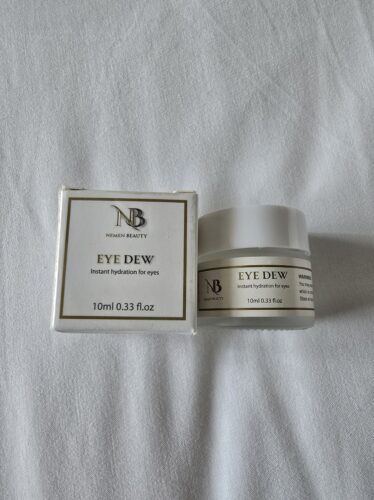 NB
NEMEN BEAUTY
EYE DEW
Instant hydration for eyes
10ml 0.33 fl.oz
NB
NEMEN BEAUTY
EYE DEW
Instant hydration for eyes
10ml 0.33 fl.oz